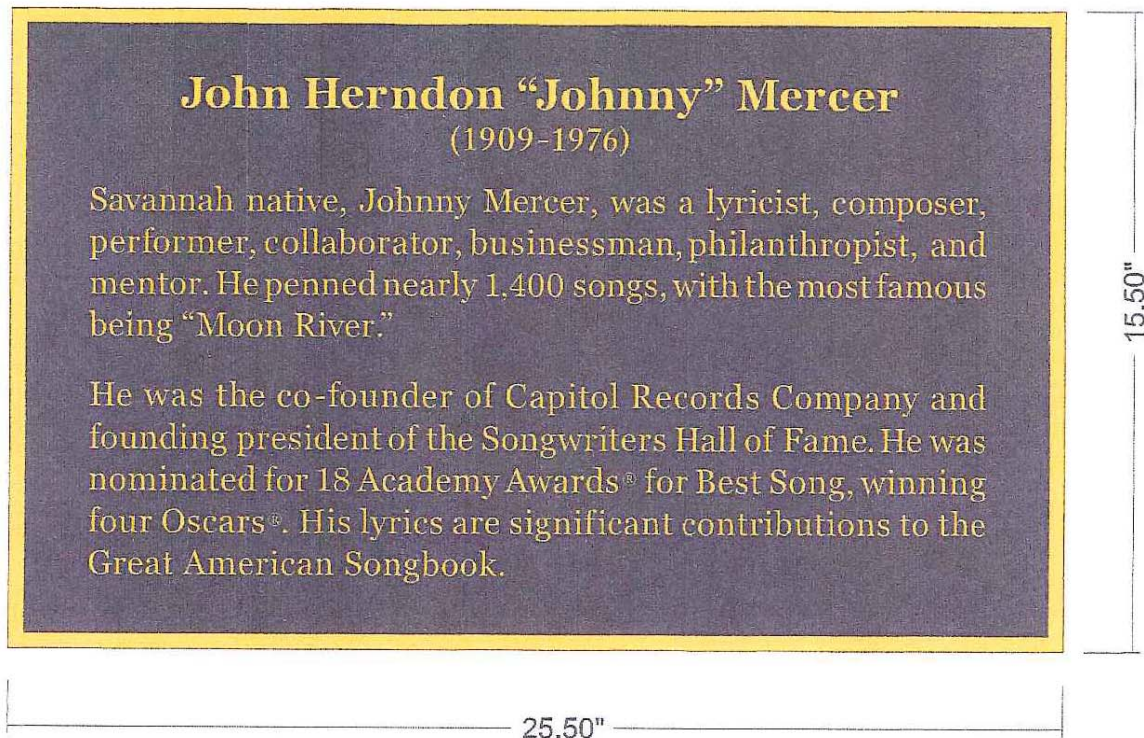 John Herndon “Johnny” Mercer
(1909-1976)
Savannah native, Johnny Mercer, was a lyricist, composer,
performer, collaborator, businessman, philanthropist, and
mentor. He penned nearly 1,400 songs, with the most famous
being “Moon River.”
He was the co-founder of Capitol Records Company and
founding president of the Songwriters Hall of Fame. He was
nominated for 18 Academy Awards® for Best Song, winning
four Oscars®. His lyrics are significant contributions to the
Great American Songbook.
15.50"
25.50"